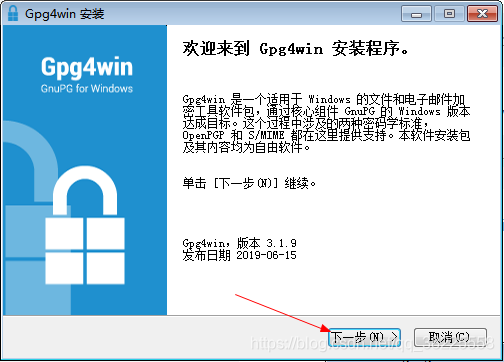 Gpg4win 安装
Gpg4win
GnuPG for Windows
欢迎来到 Gpg4win 安装程序。
Gpg4win 是一个适用于 Windows 的文件和电子邮件加
密工具软件包，通过核心组件 GnuPG 的 Windows 版本
达成目标。这个过程中涉及的两种密码学标准，
OpenPGP 和 S/MIME 都在这里提供支持。本软件安装包
及其内容均为自由软件。
单击 [下一步(N)] 继续。
Gpg4win，版本 3.1.9
发布日期 2019-06-15
下一步(N) >
取消(C)